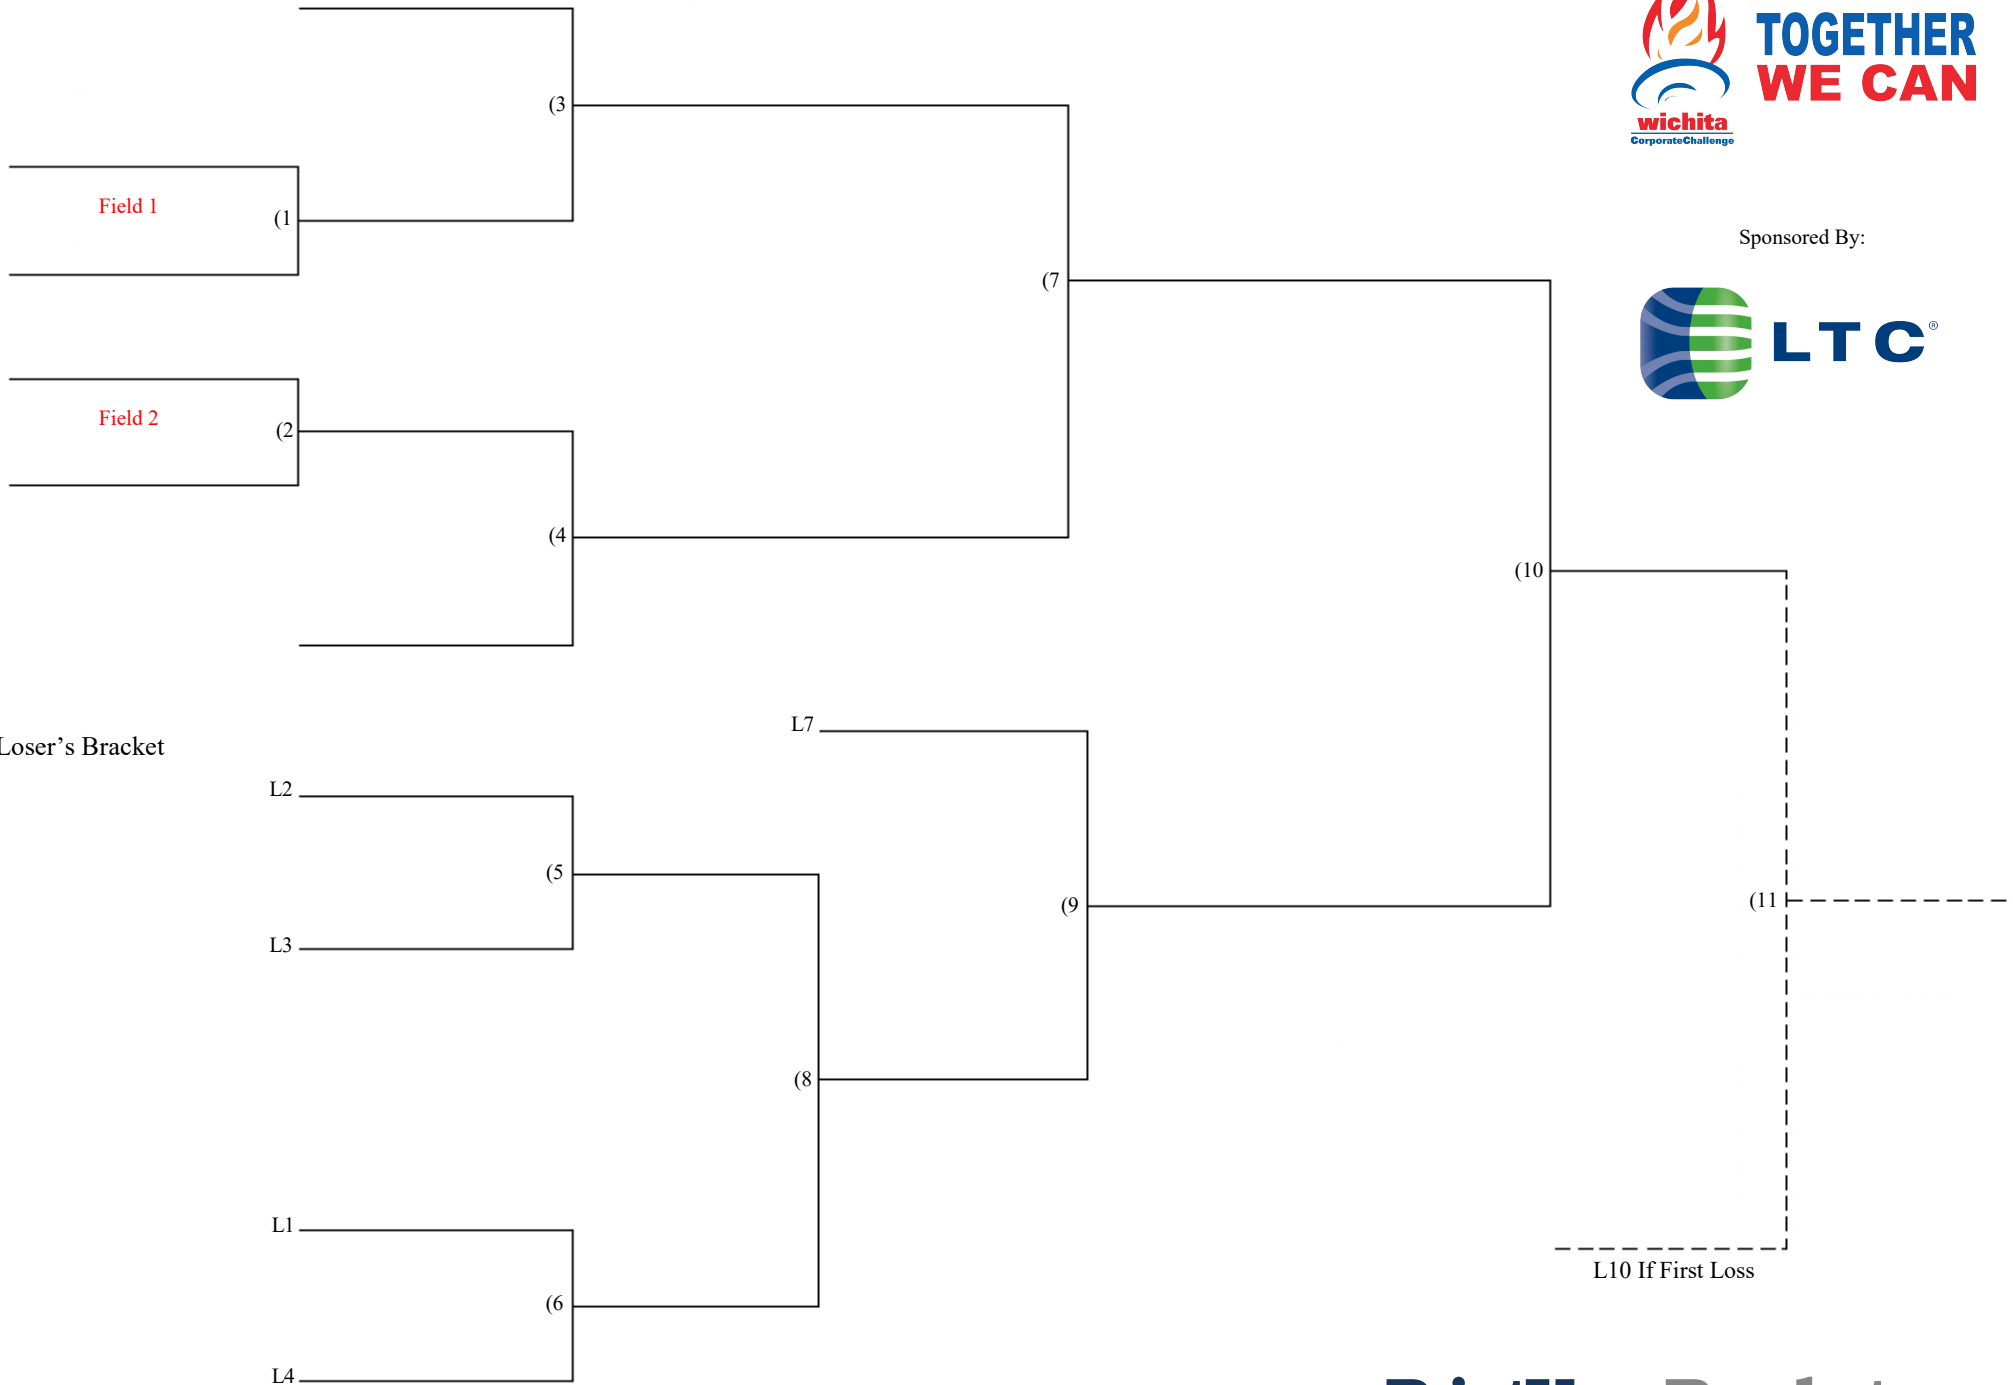 TOGETHER
WE CAN
wichita
CorporateChallenge
(3
Field 1
(1
Sponsored By:
(7
LTC®
Field 2
(2
(4
(10
L7
Loser’s Bracket
L2
(5
(11
(9
L3
(8
L1
L10 If First Loss
(6
L4